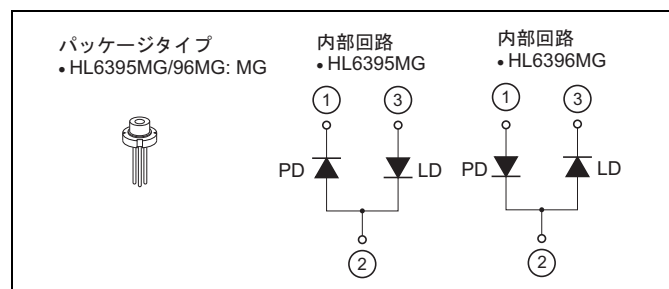 パッケージタイプ
• HL6395MG/96MG: MG
内部回路
• HL6395MG
1
3
PD
LD
2
内部回路
• HL6396MG
1
3
PD
LD
2